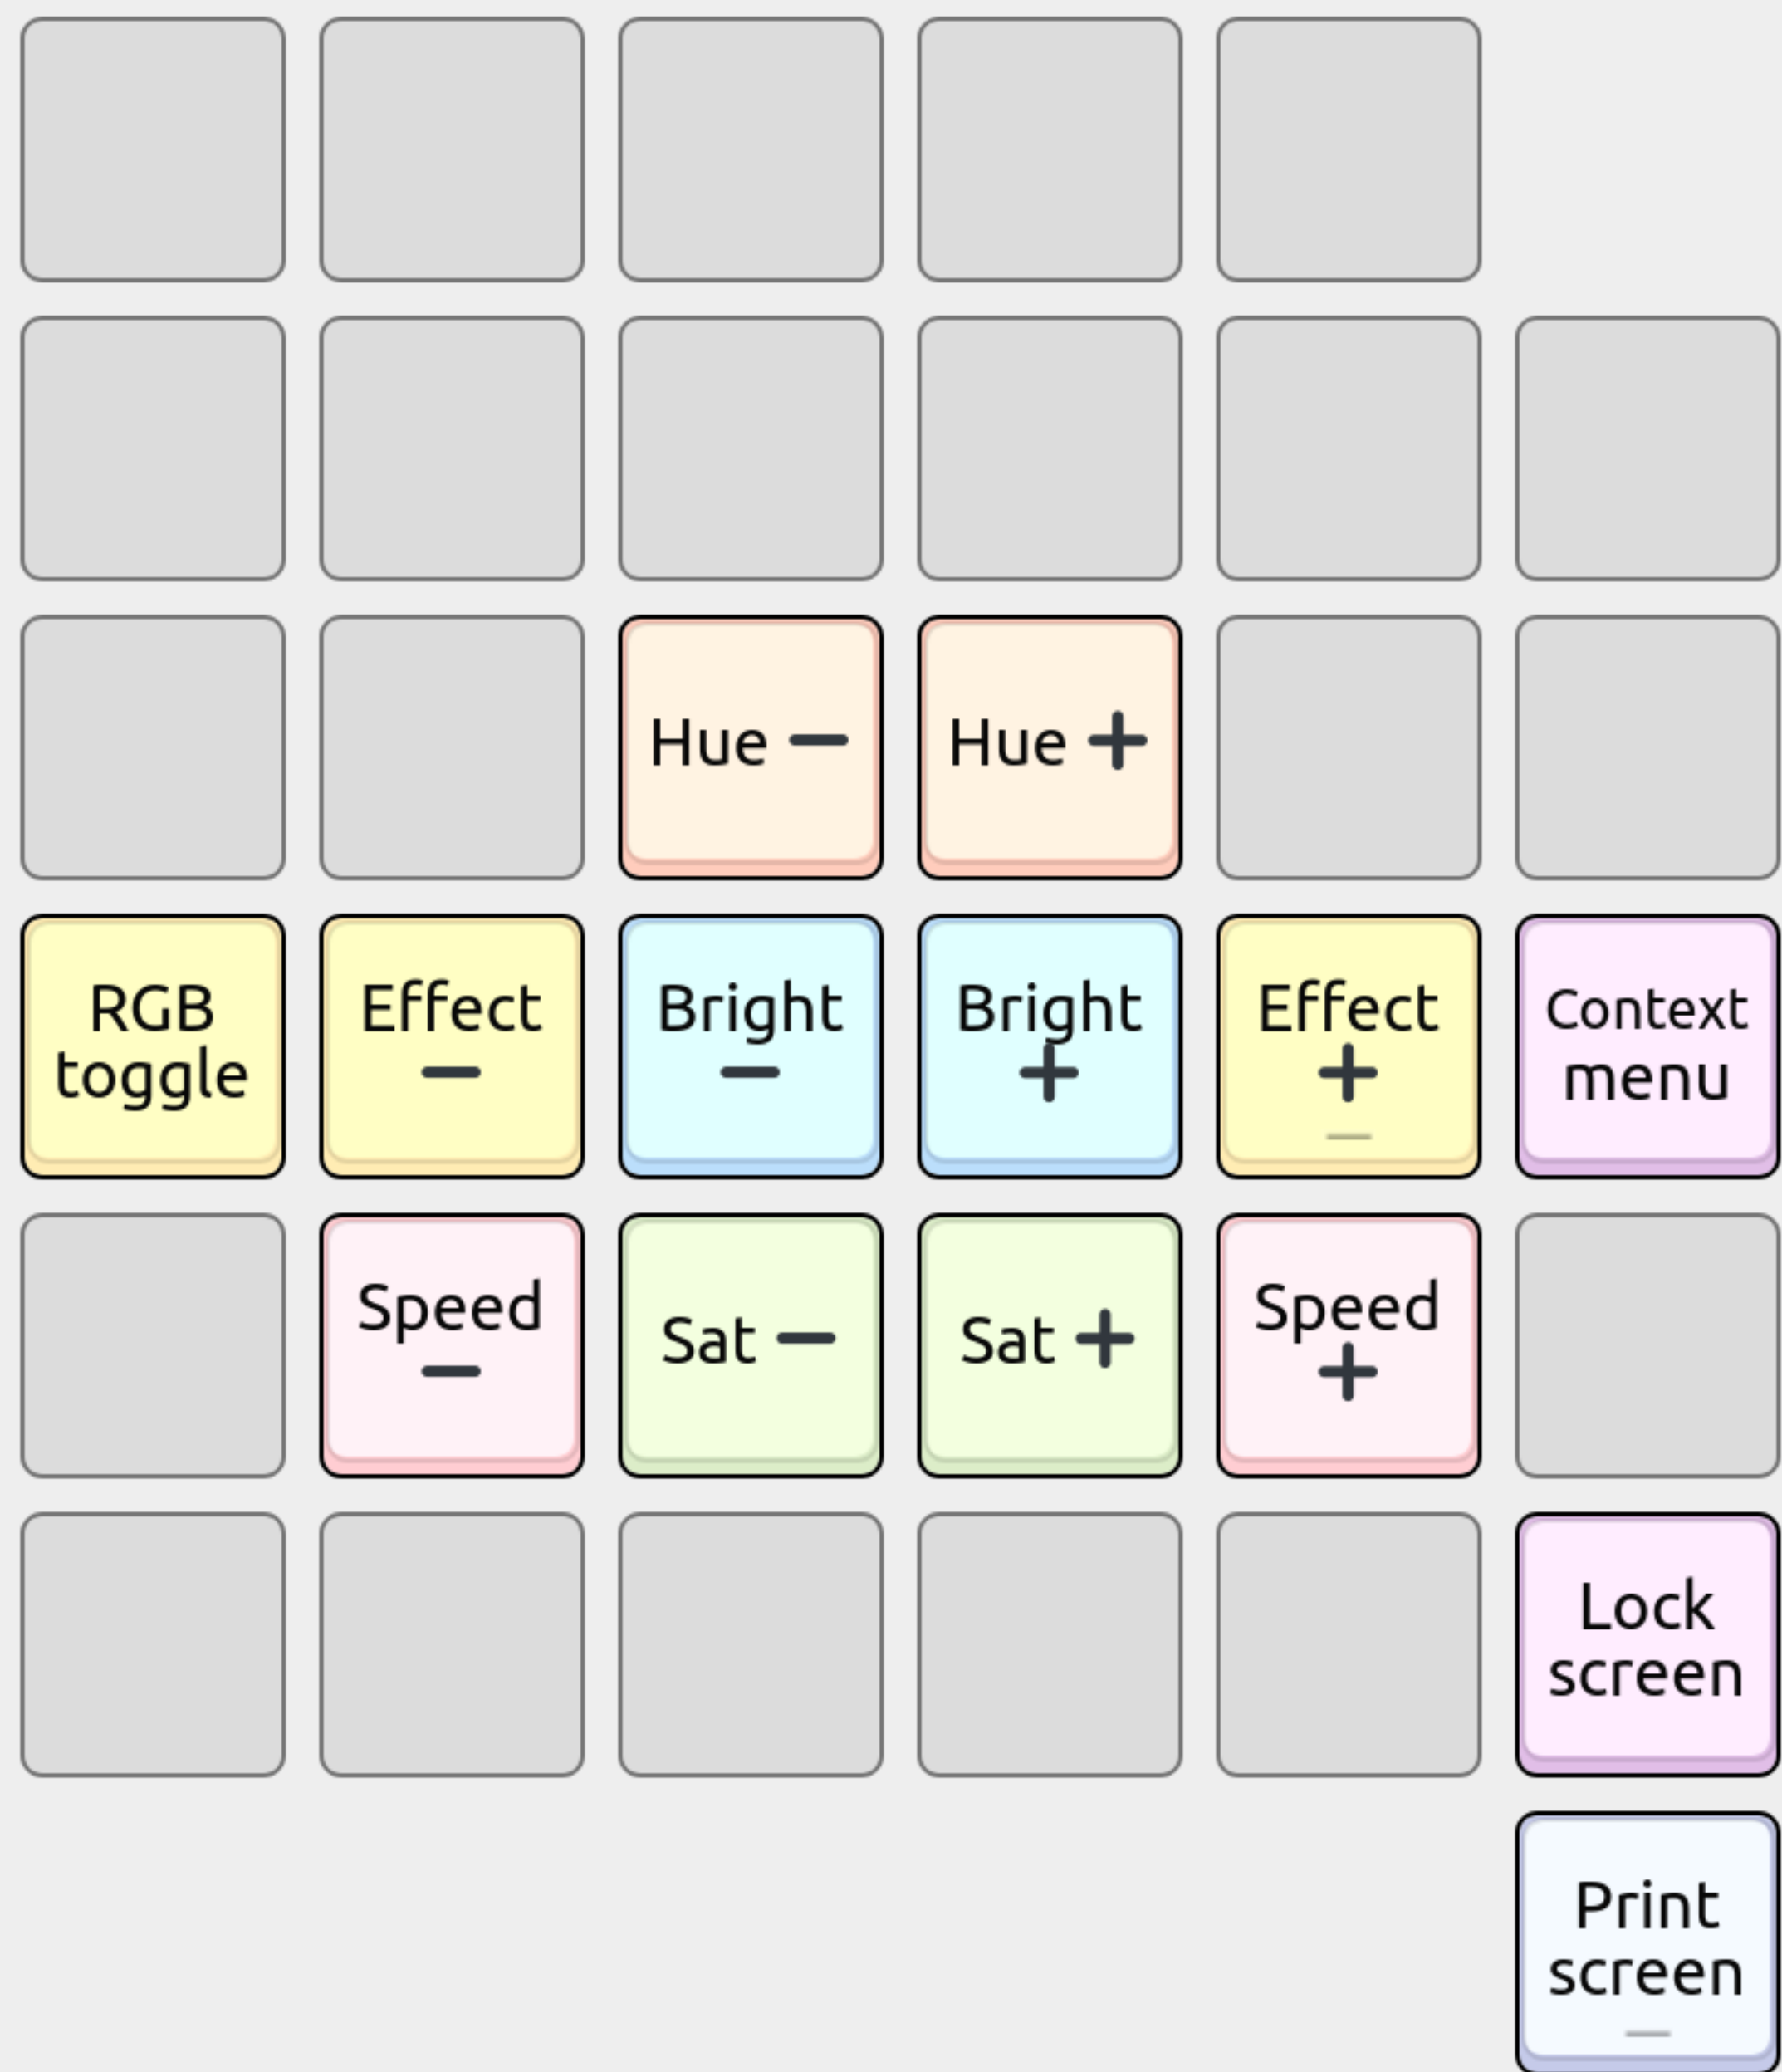 Hue − Hue +
RGB toggle
Effect −
Bright −
Bright +
Effect +
Context menu
Speed −
Sat − Sat +
Speed +
Lock
screen
Print
screen